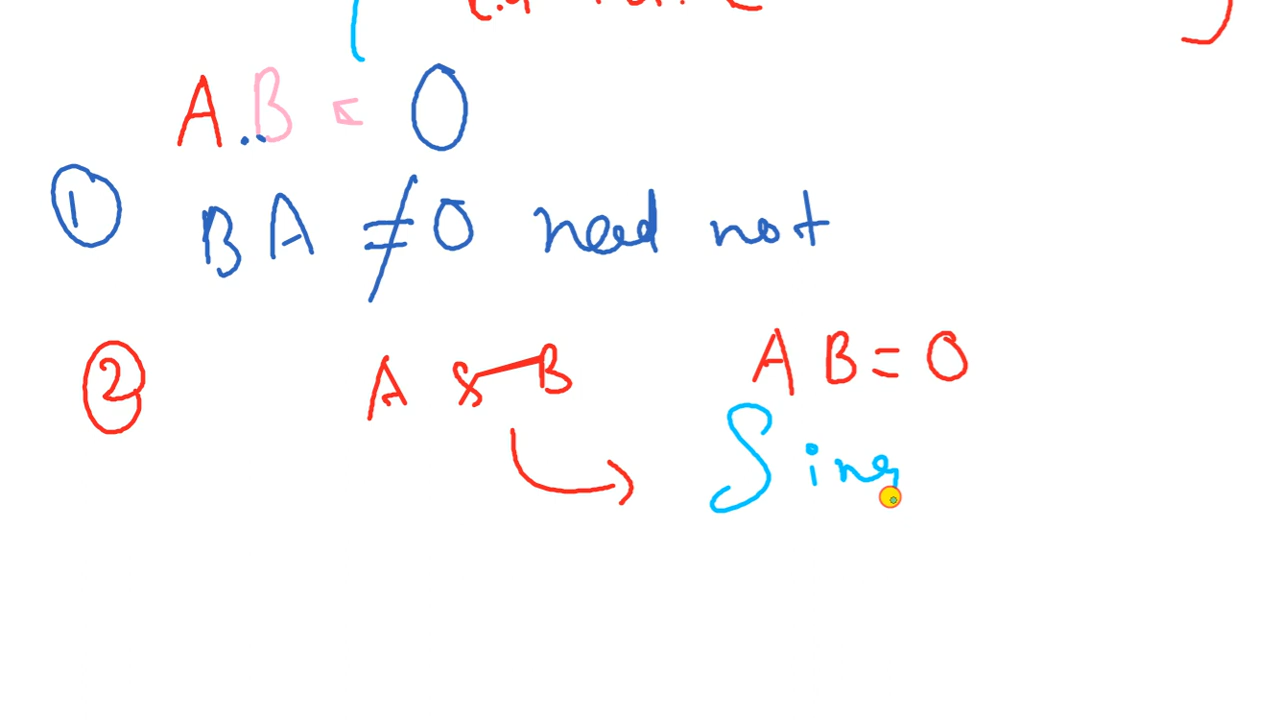 A.B = 0
① BA ≠ 0 need not
② A & B AB = 0
Sing